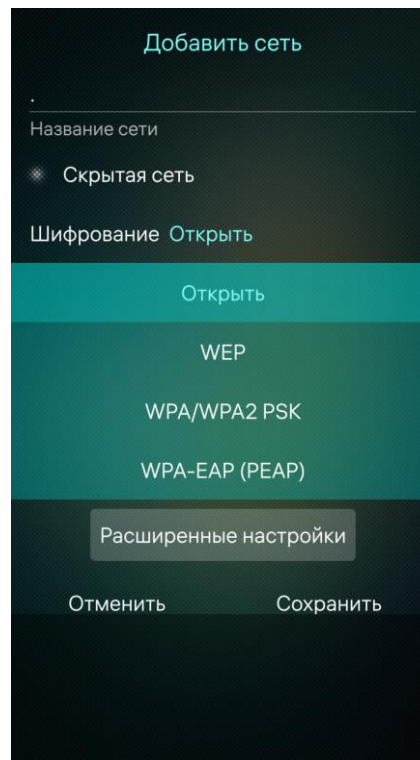 Добавить сеть
.
Название сети
Скрытая сеть
Шифрование Открыть
Открыть
WEP
WPA/WPA2 PSK
WPA-EAP (PEAP)
Расширенные настройки
Отменить Сохранить